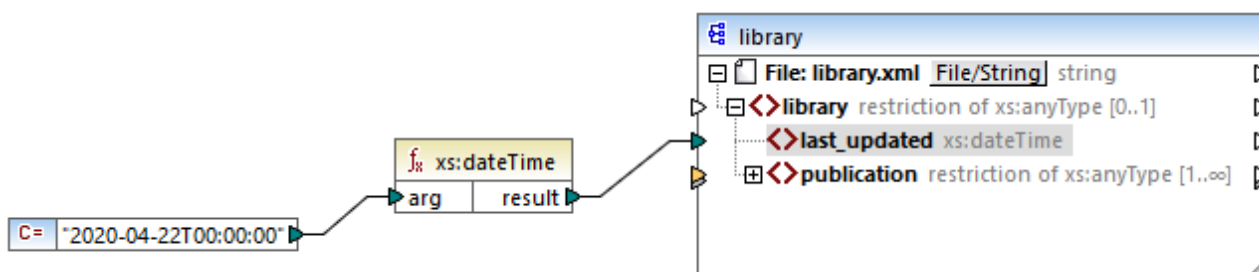 library
File: library.xml File/String string
library restriction of xs:anyType [0..1]
last_updated xs:dateTime
publication restriction of xs:anyType [1..∞]
fx xs:dateTime
arg result
C= "2020-04-22T00:00:00"